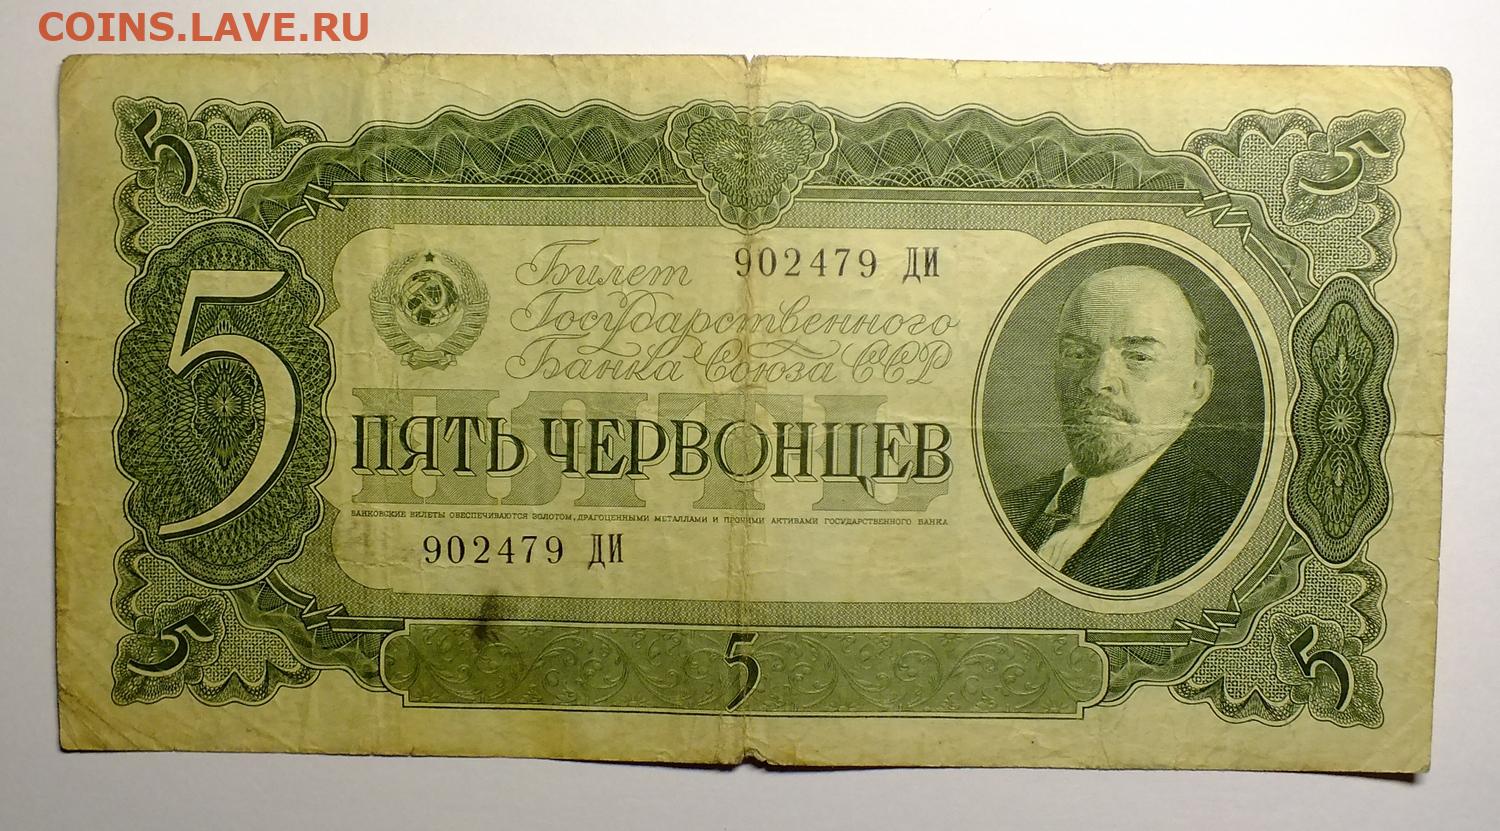 COINS.LAVE.RU
5 5
Билет 902479 ДИ
Государственного
Банка Союза ССР
5
ПЯТЬ
ПЯТЬ ЧЕРВОНЦЕВ
БАНКОВСКИЕ БИЛЕТЫ ОБЕСПЕЧИВАЮТСЯ ЗОЛОТОМ, ДРАГОЦЕННЫМИ МЕТАЛЛАМИ И ПРОЧИМИ АКТИВАМИ ГОСУДАРСТВЕННОГО БАНКА
902479 ДИ
5 5 5